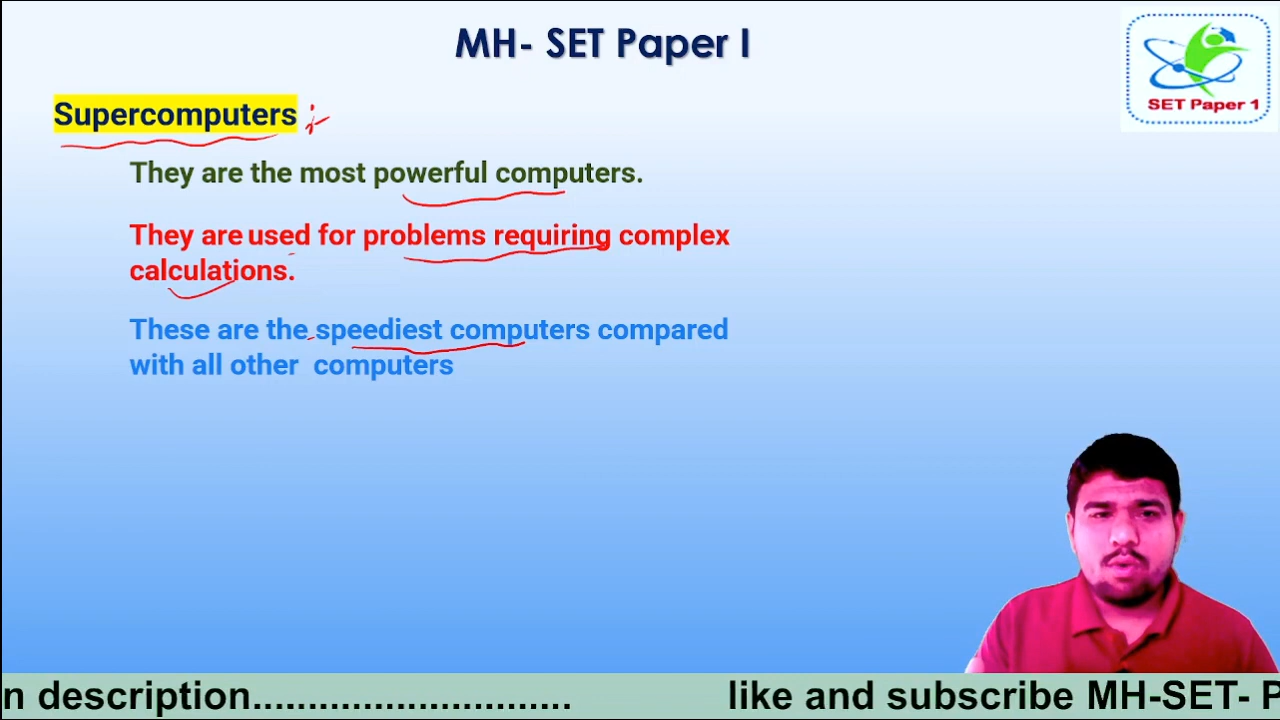 MH- SET Paper I
SET Paper 1
Supercomputers
They are the most powerful computers.
They are used for problems requiring complex
calculations.
These are the speediest computers compared
with all other computers
n description............................. like and subscribe MH-SET- P